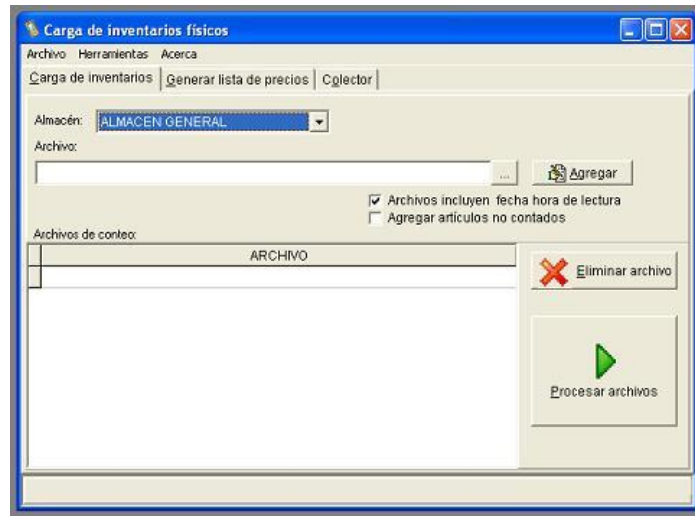 Carga de inventarios físicos
Archivo Herramientas Acerca
Carga de inventarios Generar lista de precios Colector
Almacén: ALMACEN GENERAL
Archivo:
... Agregar
Archivos incluyen fecha hora de lectura
Agregar artículos no contados
Archivos de conteo:
ARCHIVO
Eliminar archivo
Procesar archivos